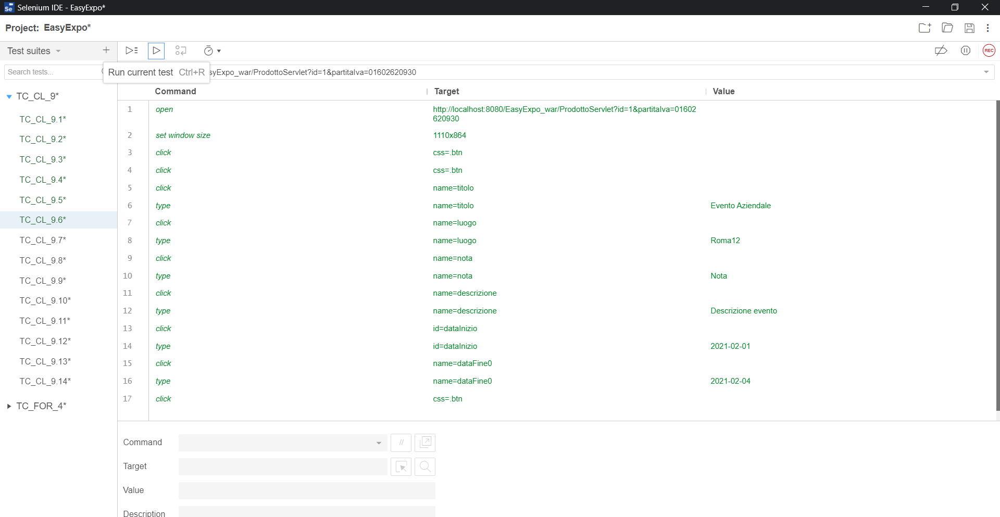 Selenium IDE - EasyExpo*
Project: EasyExpo*
Test suites
Search tests...
Run current test Ctrl+R
syExpo_war/ProdottoServlet?id=1&partitaIva=01602620930
TC_CL_9*
TC_CL_9.1*
TC_CL_9.2*
TC_CL_9.3*
TC_CL_9.4*
TC_CL_9.5*
TC_CL_9.6*
TC_CL_9.7*
TC_CL_9.8*
TC_CL_9.9*
TC_CL_9.10*
TC_CL_9.11*
TC_CL_9.12*
TC_CL_9.13*
TC_CL_9.14*
TC_FOR_4*
REC
Command Target Value
1 open http://localhost:8080/EasyExpo_war/ProdottoServlet?id=1&partitaIva=01602
620930
2 set window size 1110x864
3 click css=.btn
4 click css=.btn
5 click name=titolo
6 type name=titolo Evento Aziendale
7 click name=luogo
8 type name=luogo Roma12
9 click name=nota
10 type name=nota Nota
11 click name=descrizione
12 type name=descrizione Descrizione evento
13 click id=dataInizio
14 type id=dataInizio 2021-02-01
15 click name=dataFine0
16 type name=dataFine0 2021-02-04
17 click css=.btn
Command //
Target
Value
Description